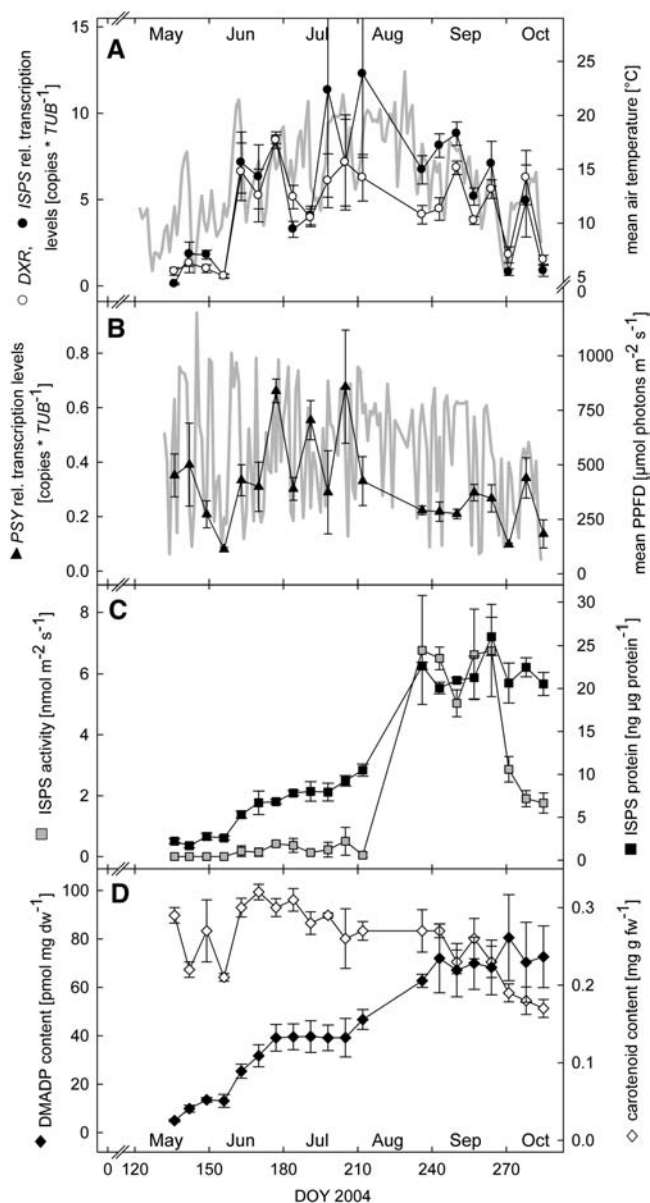 May Jun Jul Aug Sep Oct
A
15
10
5
0
○ DXR, ● ISPS rel. transcription
levels [copies * TUB⁻¹]
25
20
15
10
5
0
mean air temperature [°C]
B
0.8
0.6
0.4
0.2
0.0
▲ PSY rel. transcription levels
[copies * TUB⁻¹]
1000
750
500
250
0
mean PPFD [µmol photons m⁻² s⁻¹]
C
8
6
4
2
0
ISPS activity [nmol m⁻² s⁻¹]
30
25
20
15
10
5
0
ISPS protein [ng µg protein⁻¹]
D
100
80
60
40
20
0
◆ DMADP content [pmol mg dw⁻¹]
0.3
0.2
0.1
0.0
◇ carotenoid content [mg g fw⁻¹]
May Jun Jul Aug Sep Oct
0 120 150 180 210 240 270
DOY 2004